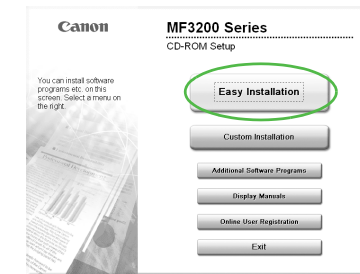 Canon
MF3200 Series
CD-ROM Setup
You can install software
programs etc. on this
screen. Select a menu on
the right.
Easy Installation
Custom Installation
Additional Software Programs
Display Manuals
Online User Registration
Exit